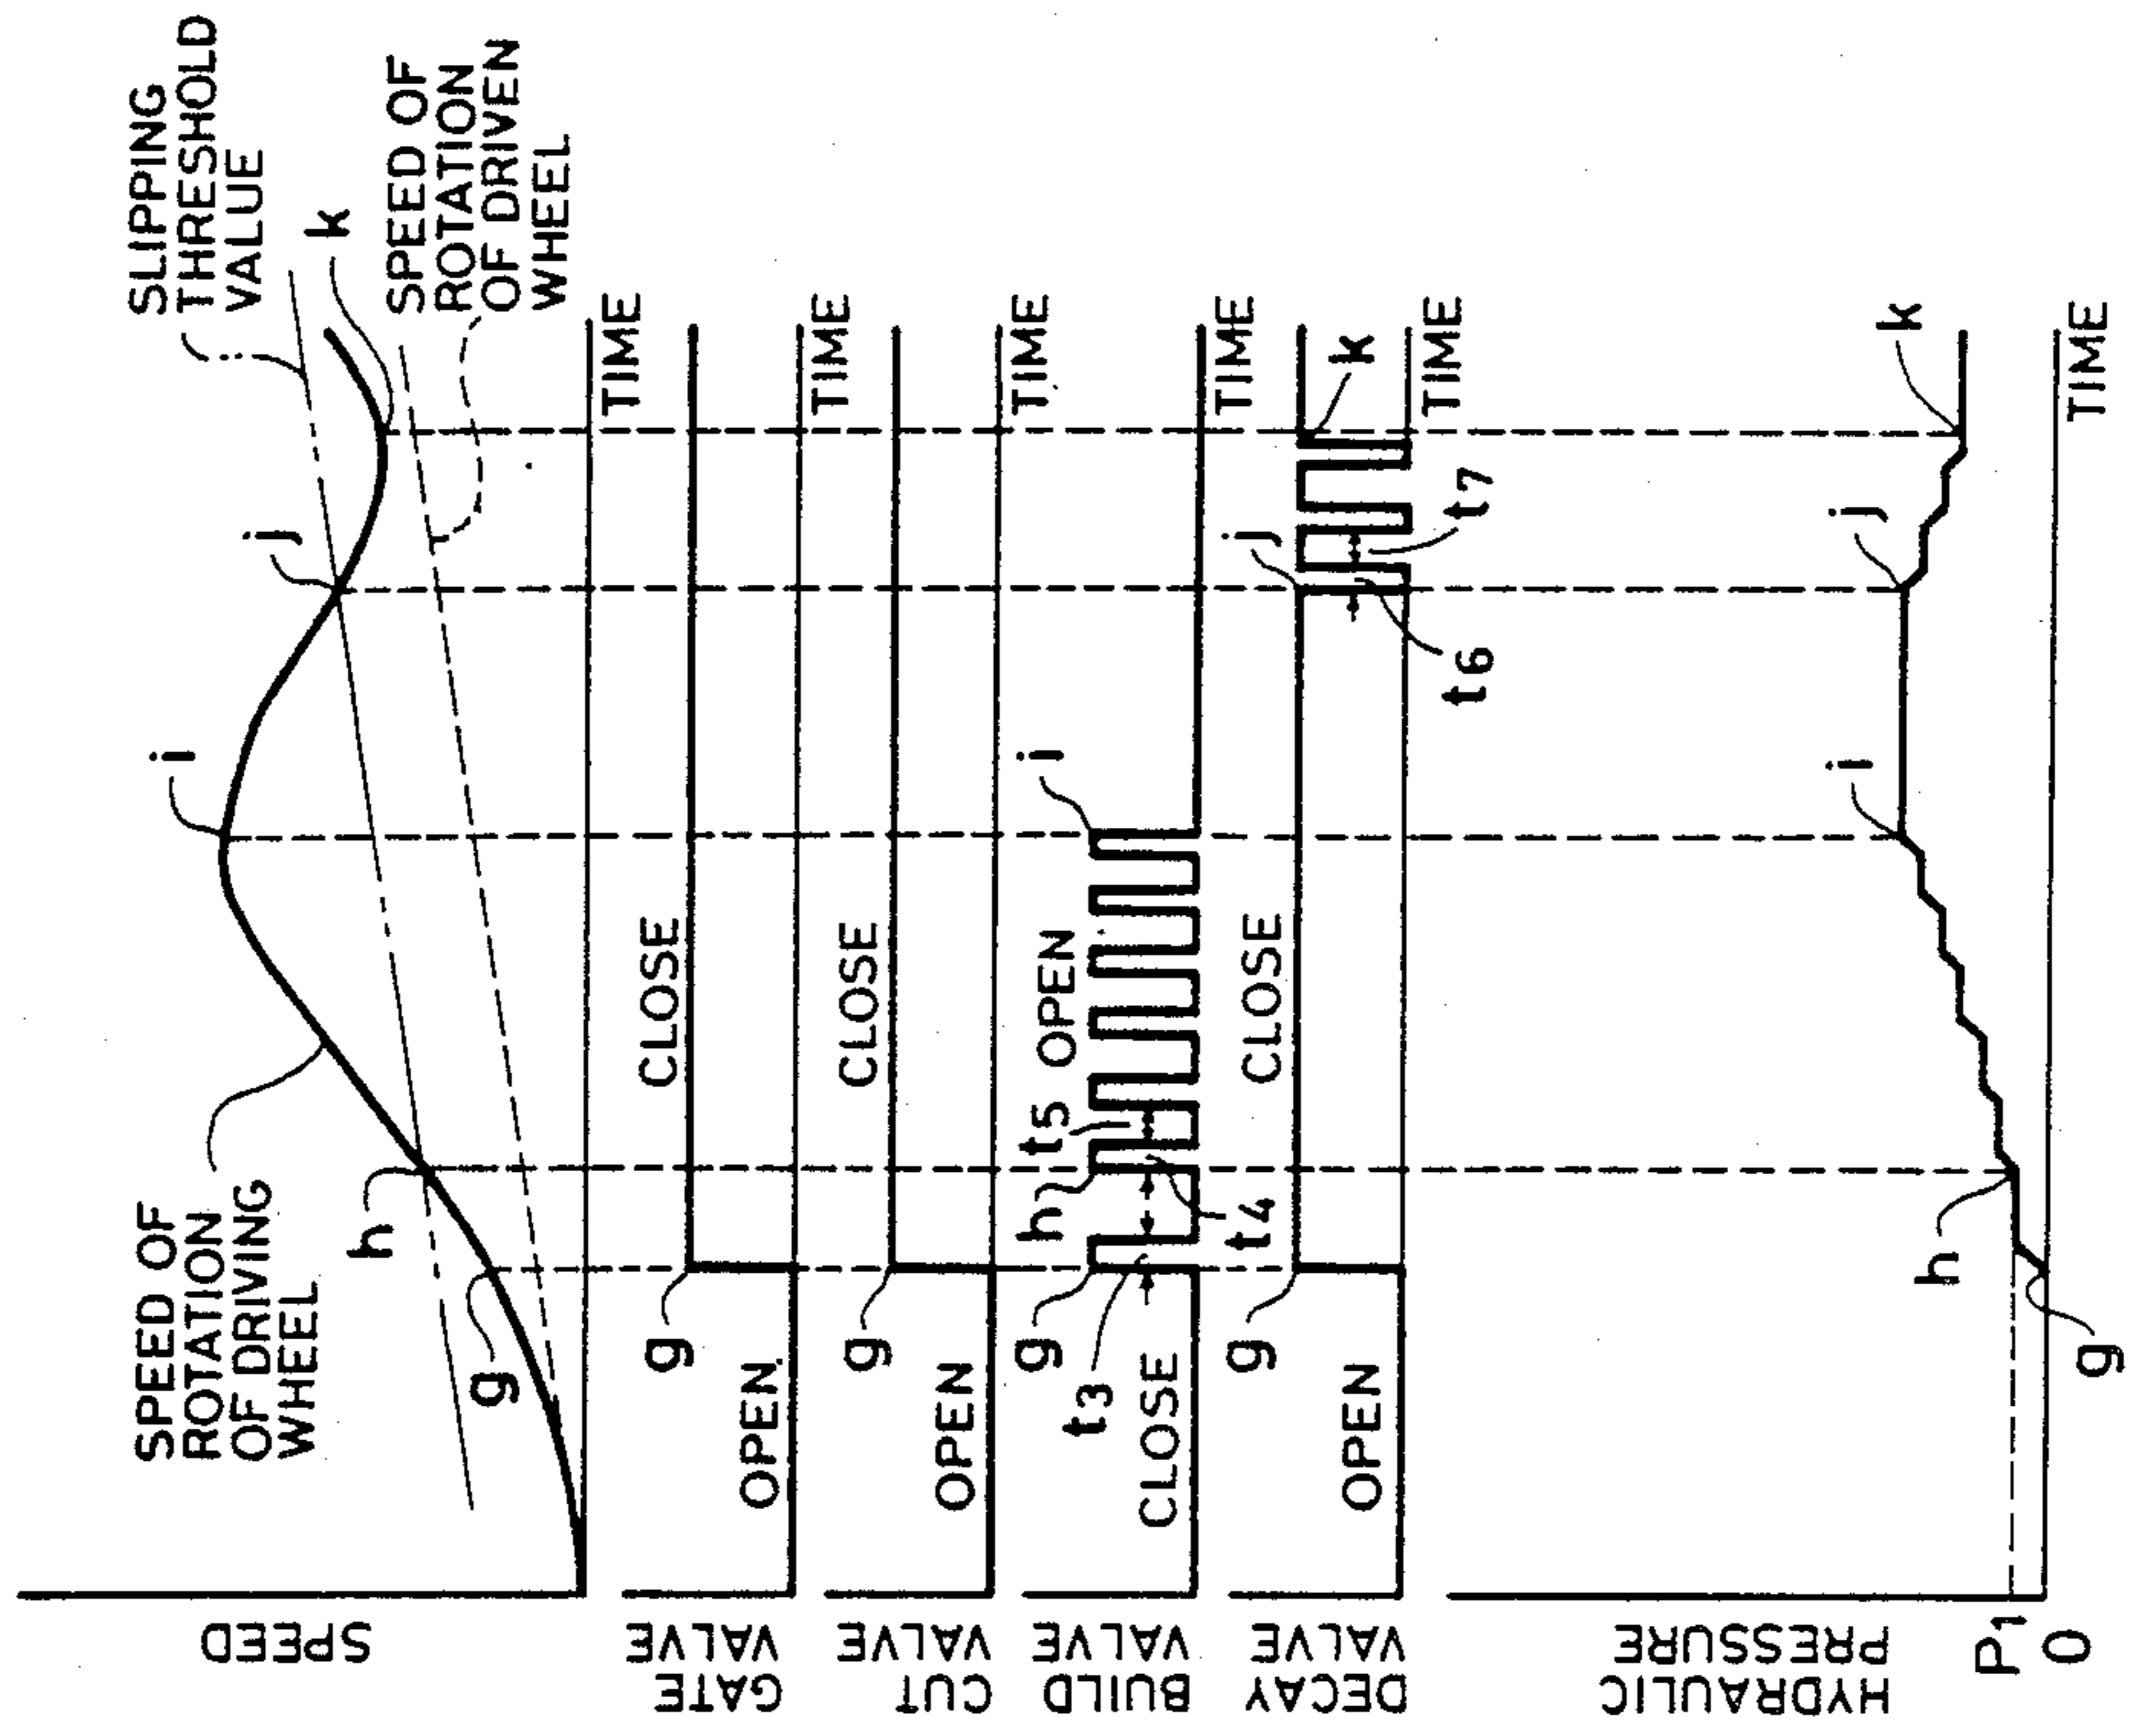 SPEED
SPEED OF
ROTATION
OF DRIVING
WHEEL
g
h
i
j
k
SLIPPING
THRESHOLD
VALUE
SPEED OF
ROTATION
OF DRIVEN
WHEEL
TIME
GATE
VALVE
OPEN
g
CLOSE
TIME
CUT
VALVE
OPEN
g
CLOSE
TIME
BUILD
VALVE
CLOSE
t3
g
h
t4
t5
OPEN
i
TIME
DECAY
VALVE
OPEN
g
CLOSE
j
t6
t7
k
TIME
HYDRAULIC
PRESSURE
P1
O
g
h
i
j
k
TIME